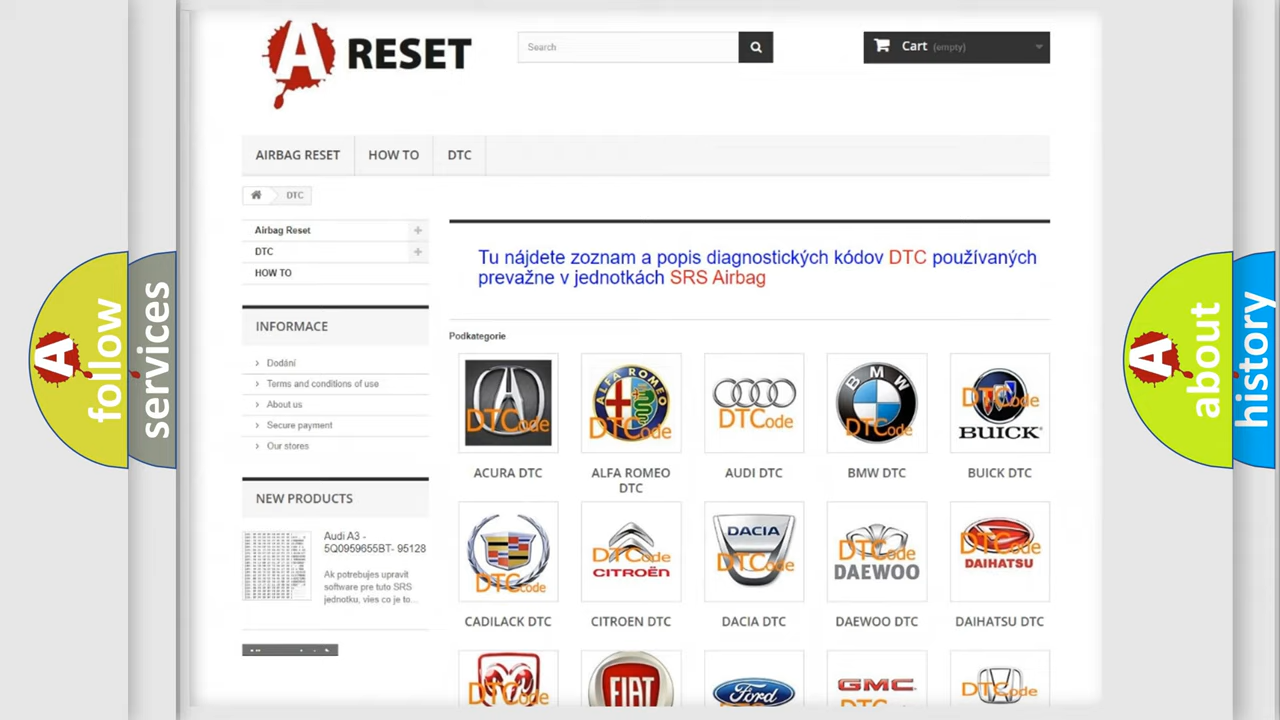 A RESET
Search
Cart (empty)
AIRBAG RESET
HOW TO
DTC
DTC
Airbag Reset
DTC
HOW TO
Tu nájdete zoznam a popis diagnostických kódov DTC používaných
prevažne v jednotkách SRS Airbag
INFORMACE
Dodání
Terms and conditions of use
About us
Secure payment
Our stores
NEW PRODUCTS
Audi A3 -
5Q0959655BT- 95128
Ak potrebujes upravit
software pre tuto SRS
jednotku, vies co je to...
Podkategorie
DTCode
ALFA ROMEO
DTCode
DTCode
BMW
DTCode
DTCode
BUICK
ACURA DTC
ALFA ROMEO
DTC
AUDI DTC
BMW DTC
BUICK DTC
DTCode
DTCode
CITROËN
DACIA
DTCode
DTCode
DAEWOO
DTCode
DAIHATSU
CADILACK DTC
CITROEN DTC
DACIA DTC
DAEWOO DTC
DAIHATSU DTC
DTCode
FIAT
Ford
GMC
DTCode
A follow
services
A about
history